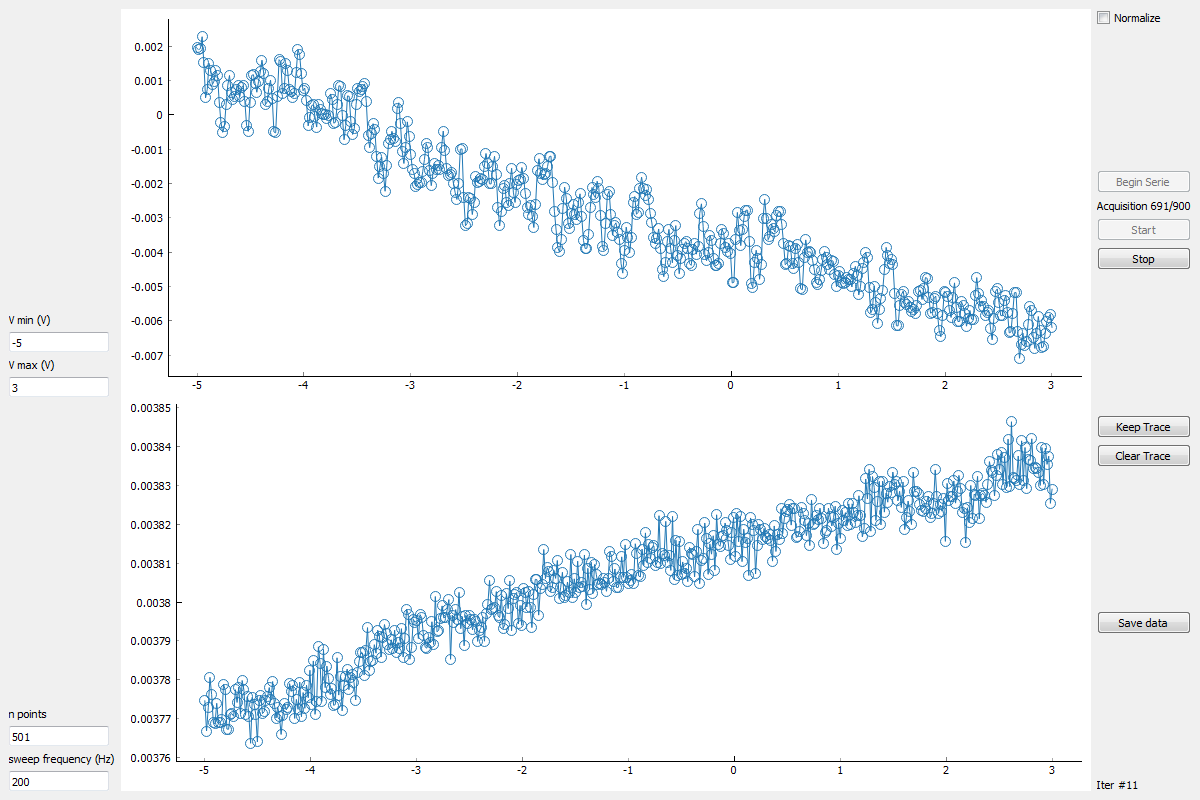 Normalize
0.002
0.001
0
-0.001
-0.002
-0.003
-0.004
-0.005
-0.006
-0.007
-5 -4 -3 -2 -1 0 1 2 3
Begin Serie
Acquisition 691/900
Start
Stop
V min (V)
-5
V max (V)
3
0.00385
0.00384
0.00383
0.00382
0.00381
0.0038
0.00379
0.00378
0.00377
0.00376
-5 -4 -3 -2 -1 0 1 2 3
Keep Trace
Clear Trace
Save data
n points
501
sweep frequency (Hz)
200
Iter #11